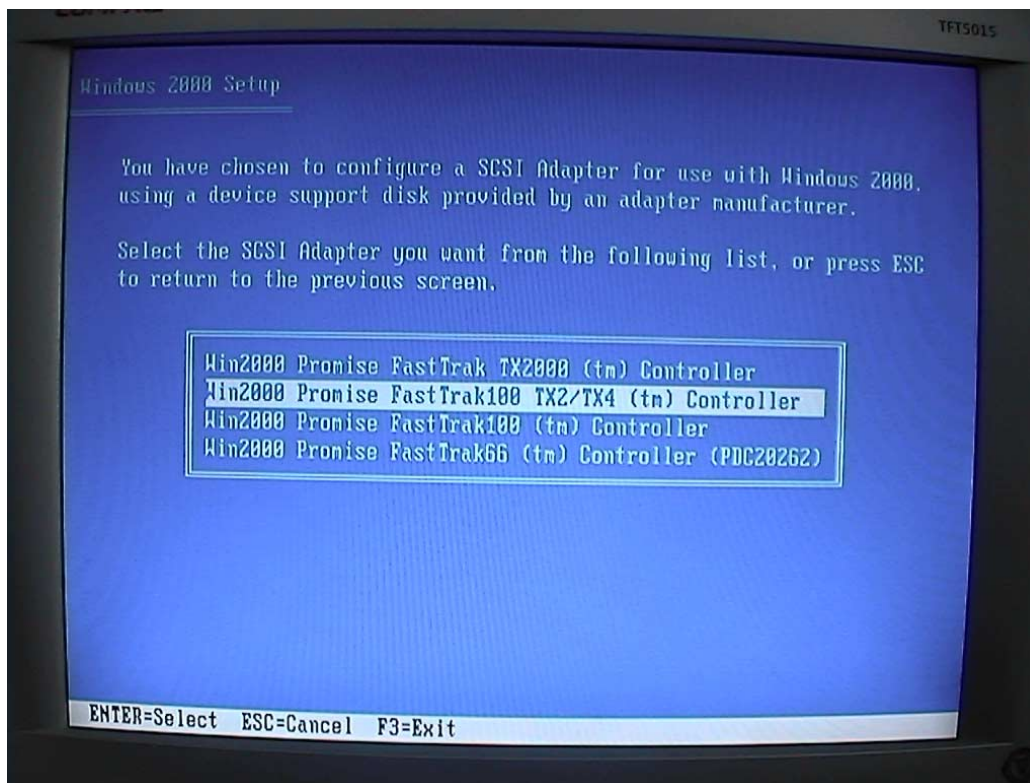 TFT5015
Windows 2000 Setup
You have chosen to configure a SCSI Adapter for use with Windows 2000,
using a device support disk provided by an adapter manufacturer.
Select the SCSI Adapter you want from the following list, or press ESC
to return to the previous screen.
Win2000 Promise FastTrak TX2000 (tm) Controller
Win2000 Promise FastTrak100 TX2/TX4 (tm) Controller
Win2000 Promise FastTrak100 (tm) Controller
Win2000 Promise FastTrak66 (tm) Controller (PDC20262)
ENTER=Select ESC=Cancel F3=Exit